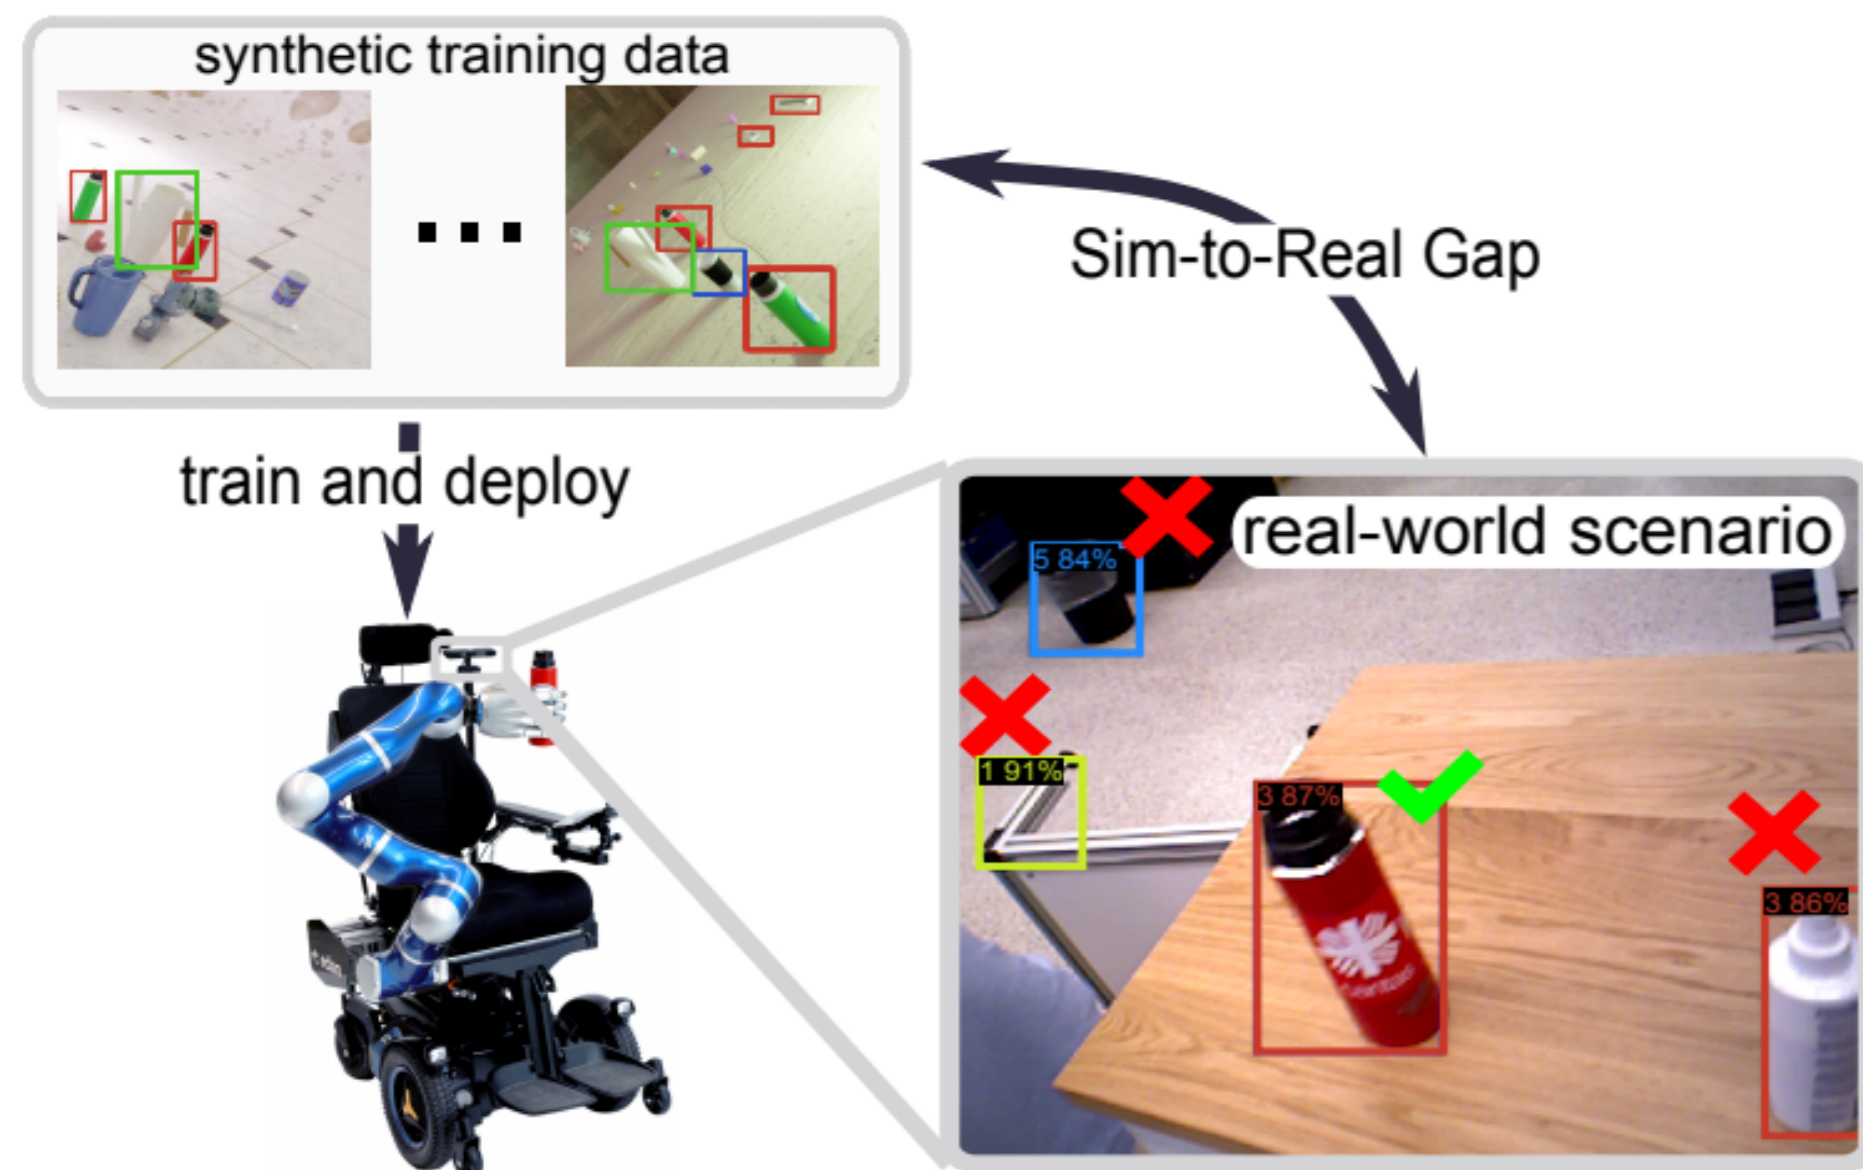 synthetic training data
...
Sim-to-Real Gap
train and deploy
real-world scenario
5 84%
1 91%
3 87%
3 86%